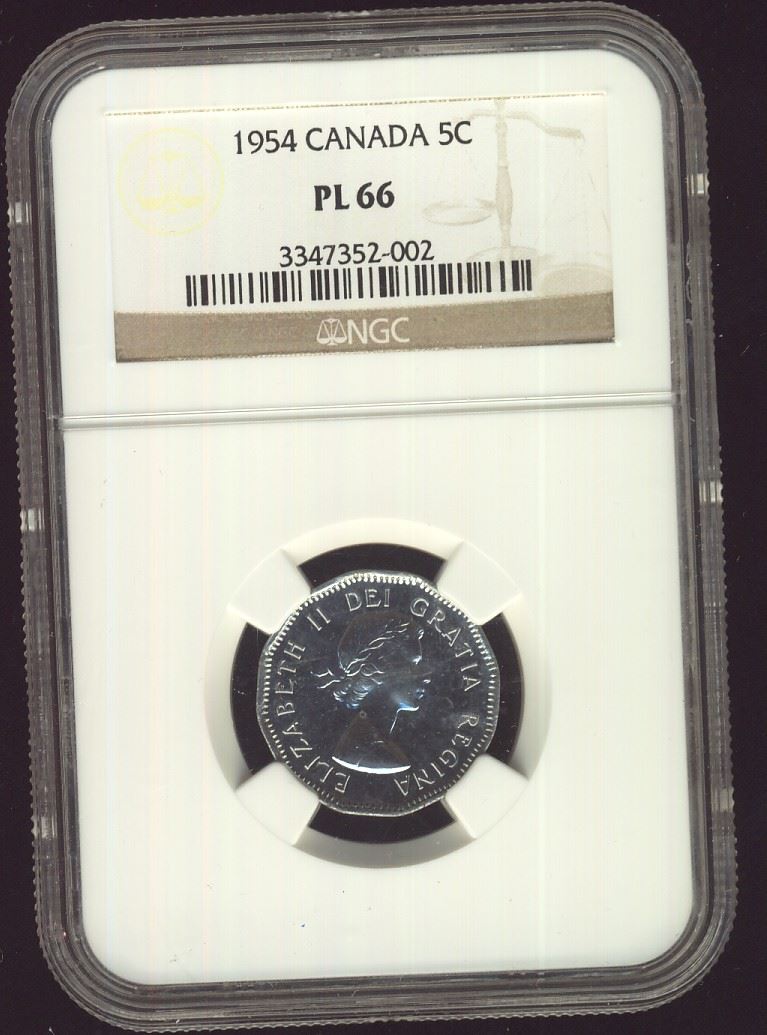 1954 CANADA 5C
PL 66
3347352-002
NGC
ELIZABETH II DEI GRATIA REGINA